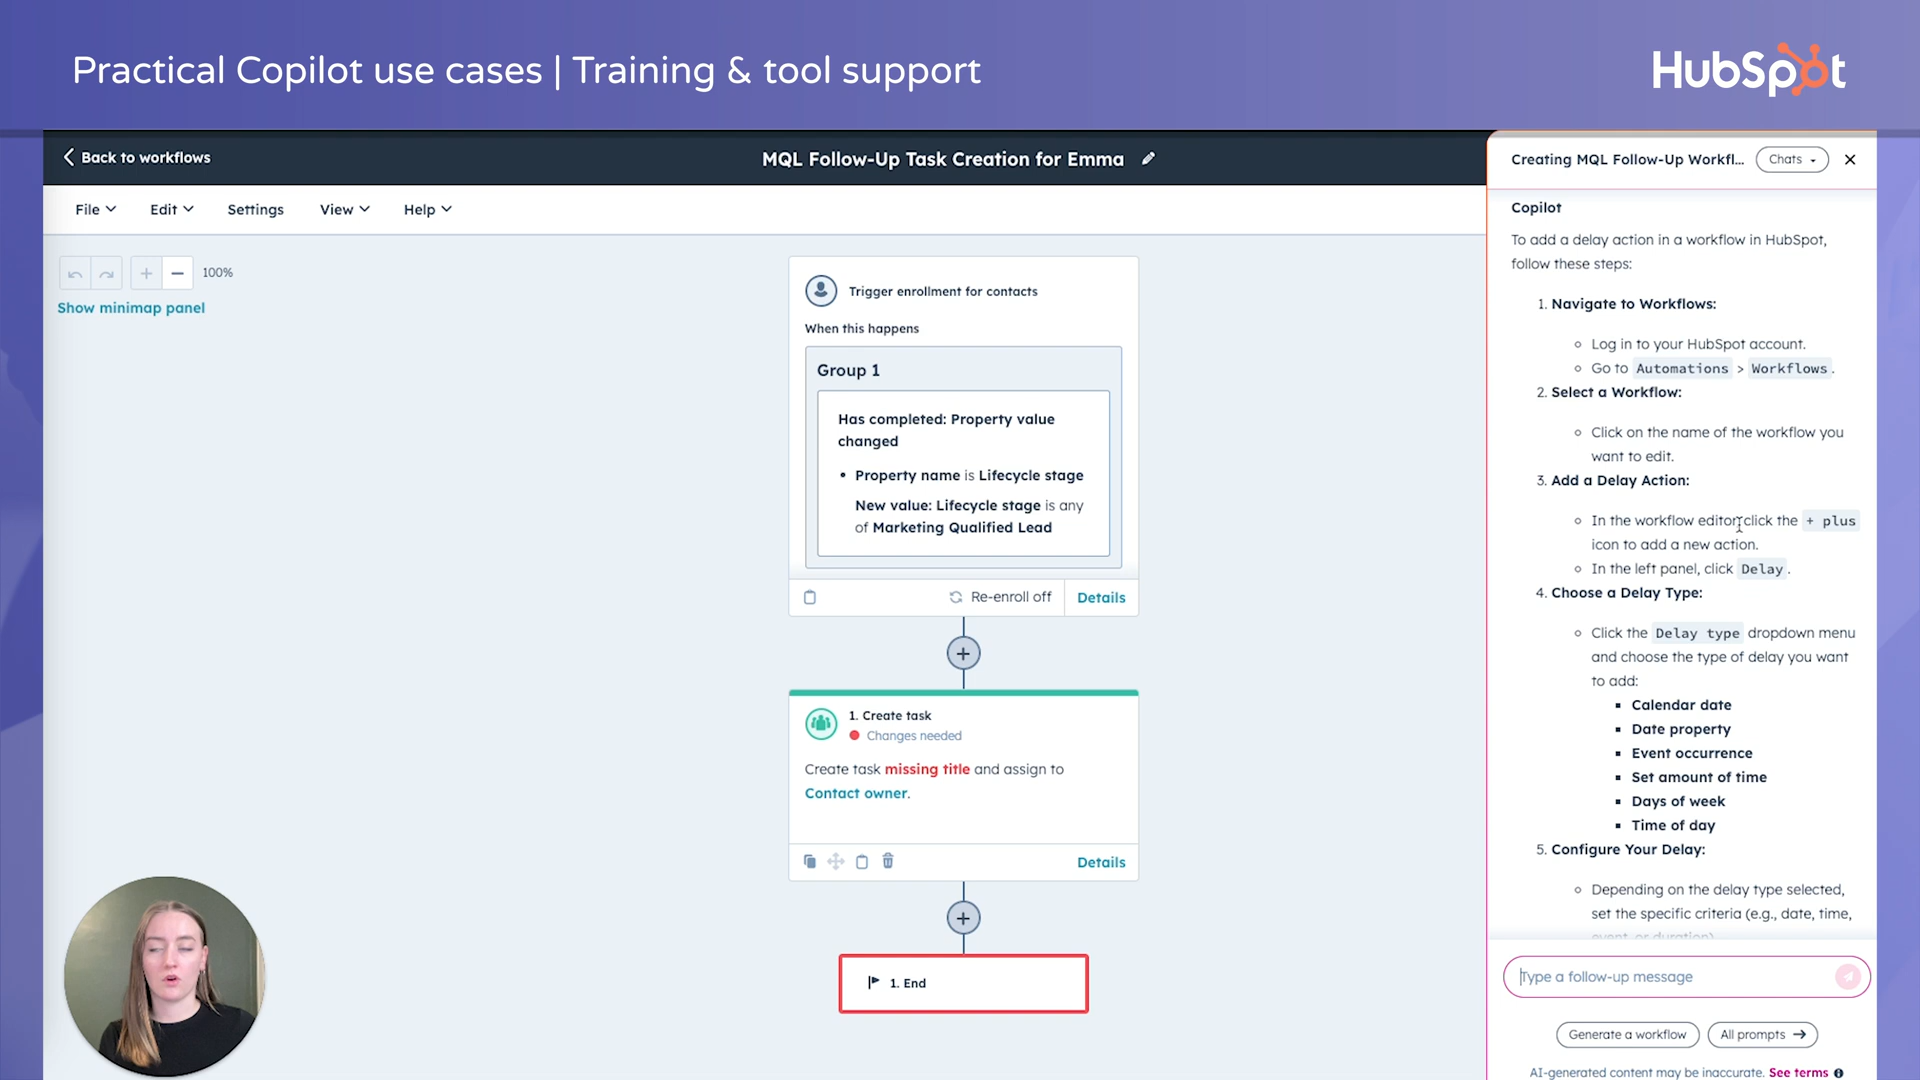 Practical Copilot use cases | Training & tool support
HubSpot
Back to workflows
MQL Follow-Up Task Creation for Emma
File
Edit
Settings
View
Help
100%
Show minimap panel
Trigger enrollment for contacts
When this happens
Group 1
Has completed: Property value
changed
• Property name is Lifecycle stage
New value: Lifecycle stage is any
of Marketing Qualified Lead
Re-enroll off
Details
1. Create task
Changes needed
Create task missing title and assign to
Contact owner.
Details
1. End
Creating MQL Follow-Up Workfl...
Chats
Copilot
To add a delay action in a workflow in HubSpot,
follow these steps:
1. Navigate to Workflows:
Log in to your HubSpot account.
Go to Automations > Workflows.
2. Select a Workflow:
Click on the name of the workflow you
want to edit.
3. Add a Delay Action:
In the workflow editor click the + plus
icon to add a new action.
In the left panel, click Delay.
4. Choose a Delay Type:
Click the Delay type dropdown menu
and choose the type of delay you want
to add:
Calendar date
Date property
Event occurrence
Set amount of time
Days of week
Time of day
5. Configure Your Delay:
Depending on the delay type selected,
set the specific criteria (e.g., date, time,
event, or duration)
Type a follow-up message
Generate a workflow
All prompts →
AI-generated content may be inaccurate. See terms